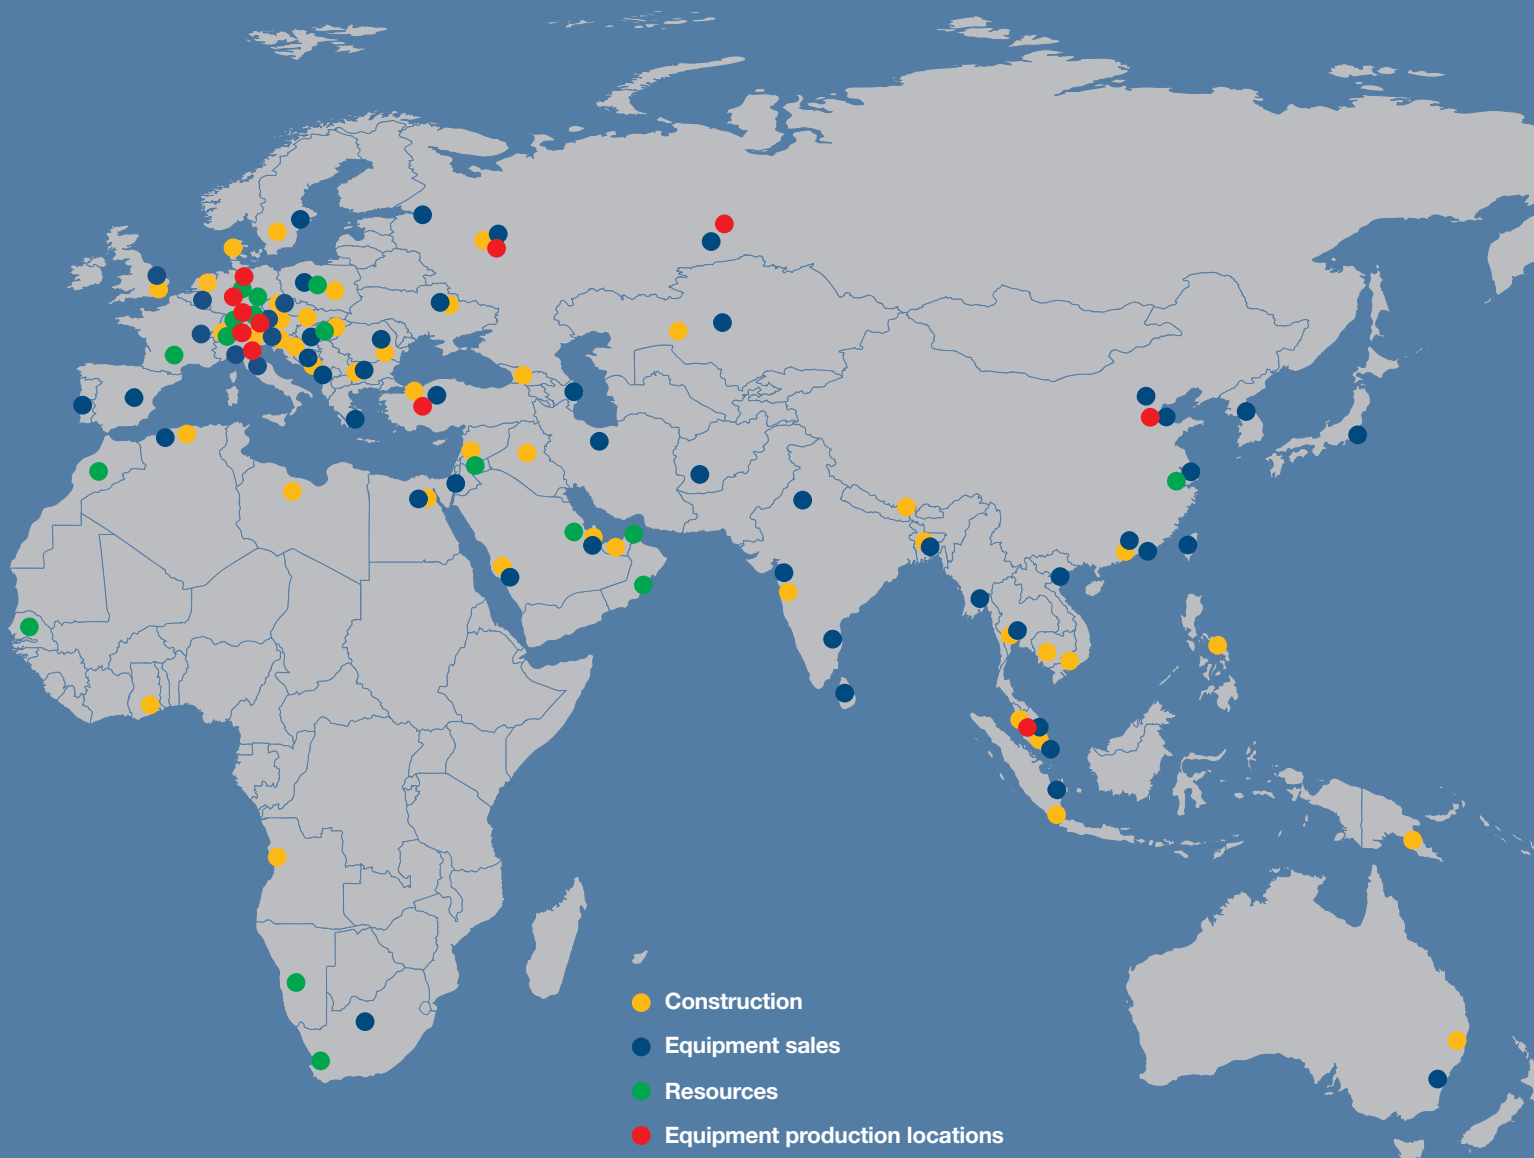 Construction
Equipment sales
Resources
Equipment production locations